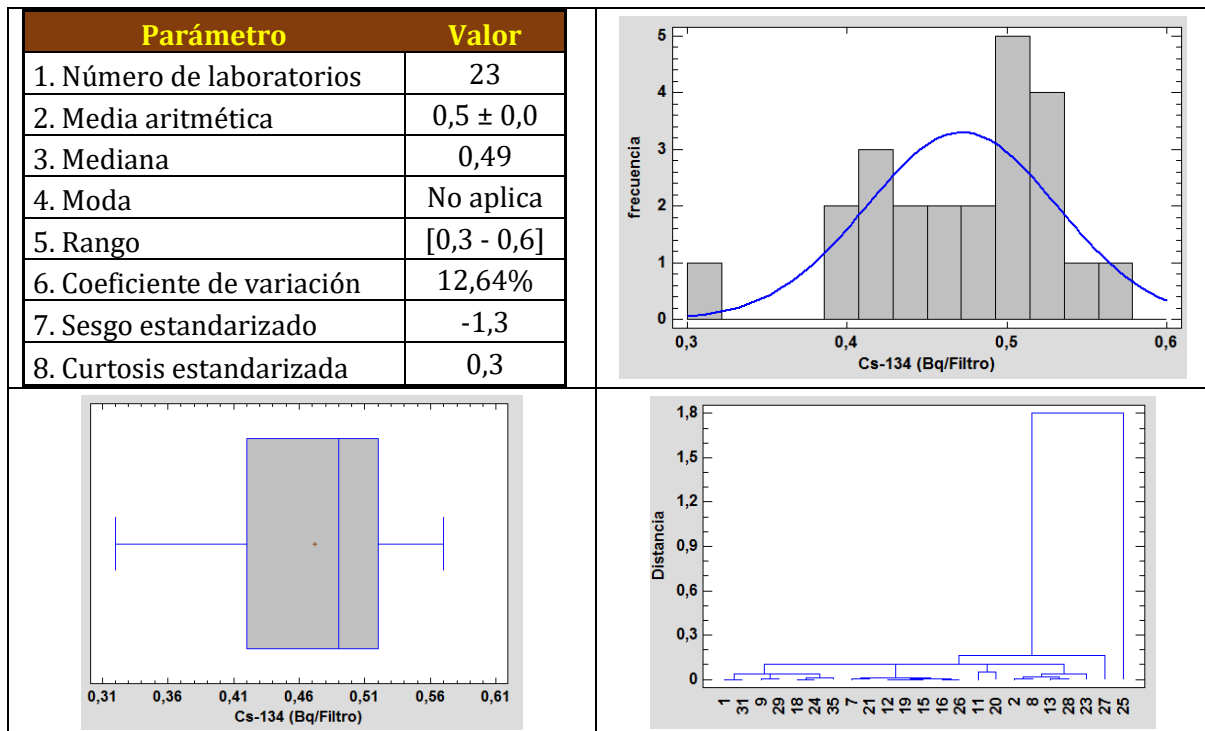 Parámetro Valor
1. Número de laboratorios 23
2. Media aritmética 0,5 ± 0,0
3. Mediana 0,49
4. Moda No aplica
5. Rango [0,3 - 0,6]
6. Coeficiente de variación 12,64%
7. Sesgo estandarizado -1,3
8. Curtosis estandarizada 0,3
frecuencia
5
4
3
2
1
0
0,3 0,4 0,5 0,6
Cs-134 (Bq/Filtro)
0,31 0,36 0,41 0,46 0,51 0,56 0,61
Cs-134 (Bq/Filtro)
Distancia
1,8
1,5
1,2
0,9
0,6
0,3
0
1 31 9 29 18 24 35 7 21 12 19 15 16 26 11 20 2 8 13 28 23 27 25